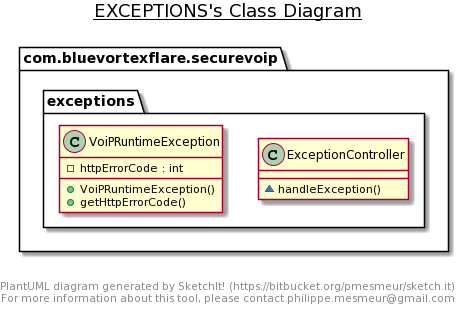 EXCEPTIONS's Class Diagram
com.bluevortexflare.securevoip
exceptions
C VoiPRuntimeException
httpErrorCode : int
VoiPRuntimeException()
getHttpErrorCode()
C ExceptionController
handleException()
PlantUML diagram generated by SketchIt! (https://bitbucket.org/pmesmeur/sketch.it)
For more information about this tool, please contact philippe.mesmeur@gmail.com